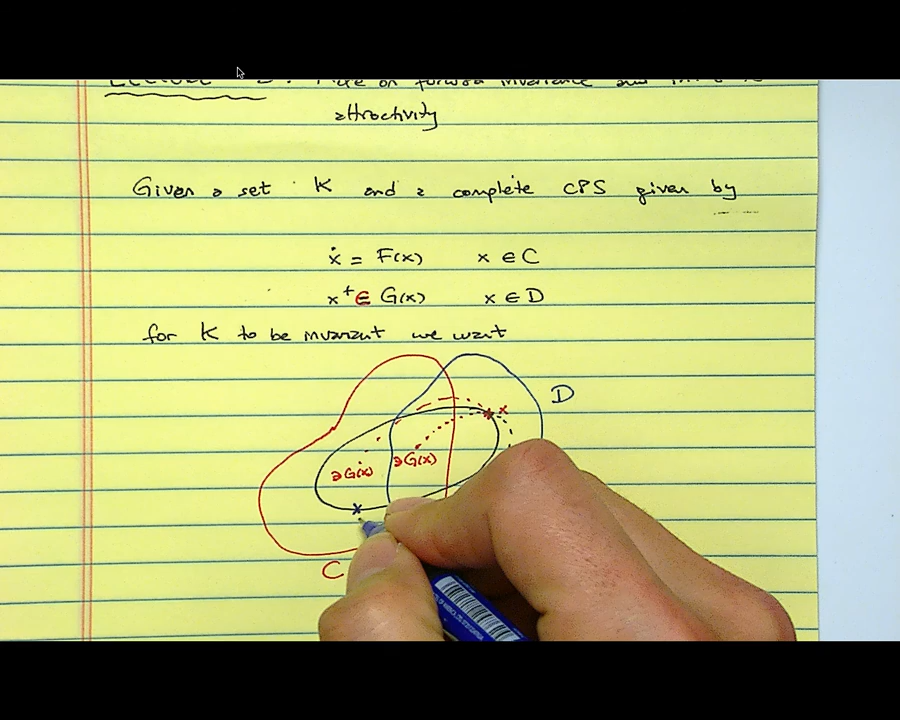 attractivity
Given a set K and a complete CPS given by
ẋ = F(x) x ∈ C
x⁺ ∈ G(x) x ∈ D
for K to be invariant we want
D
x
∂G(x) ∂G(x)
x
C